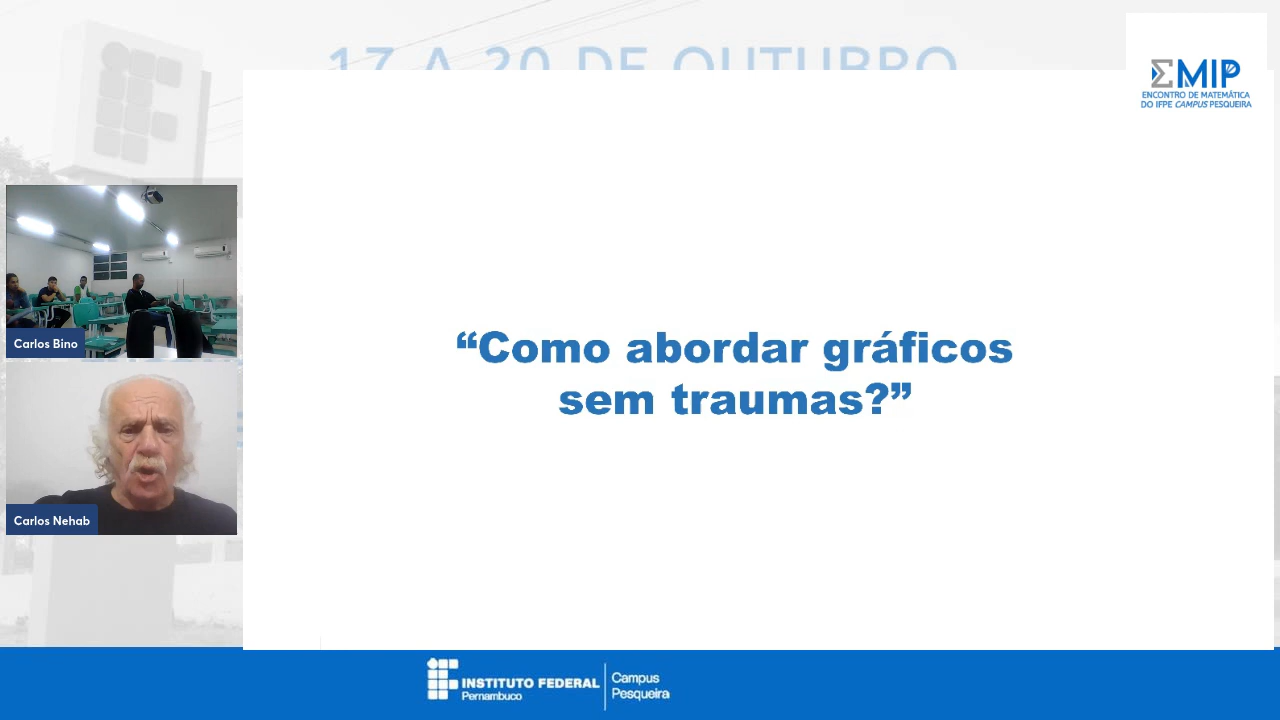 17 A 20 DE OUTUBRO
ΣMIP
ENCONTRO DE MATEMÁTICA
DO IFPE CAMPUS PESQUEIRA
Carlos Bino
“Como abordar gráficos
sem traumas?”
Carlos Nehab
INSTITUTO FEDERAL
Pernambuco
Campus
Pesqueira